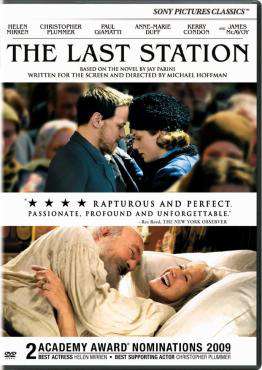 SONY PICTURES CLASSICS™
HELEN MIRREN CHRISTOPHER PLUMMER PAUL GIAMATTI ANNE-MARIE DUFF KERRY CONDON AND JAMES McAVOY
THE LAST STATION
BASED ON THE NOVEL BY JAY PARINI
WRITTEN FOR THE SCREEN AND DIRECTED BY MICHAEL HOFFMAN
★ ★ ★ ★ RAPTUROUS AND PERFECT.
PASSIONATE, PROFOUND AND UNFORGETTABLE.
- Rex Reed, THE NEW YORK OBSERVER
2 ACADEMY AWARD® NOMINATIONS 2009
DVD BEST ACTRESS HELEN MIRREN • BEST SUPPORTING ACTOR CHRISTOPHER PLUMMER